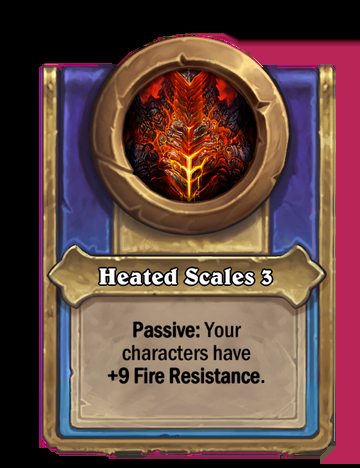 Heated Scales 3
Passive: Your
characters have
+9 Fire Resistance.